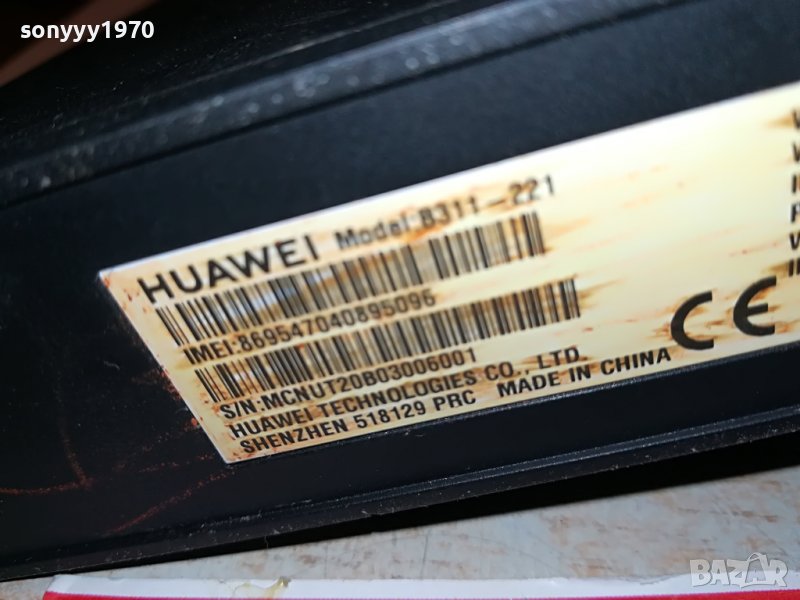 sonyyy1970
HUAWEI Model:B311-221
IMEI:869547040895096
S/N:MCNUT20B03006001
HUAWEI TECHNOLOGIES CO., LTD.
SHENZHEN 518129 PRC MADE IN CHINA
CE
BAZAR